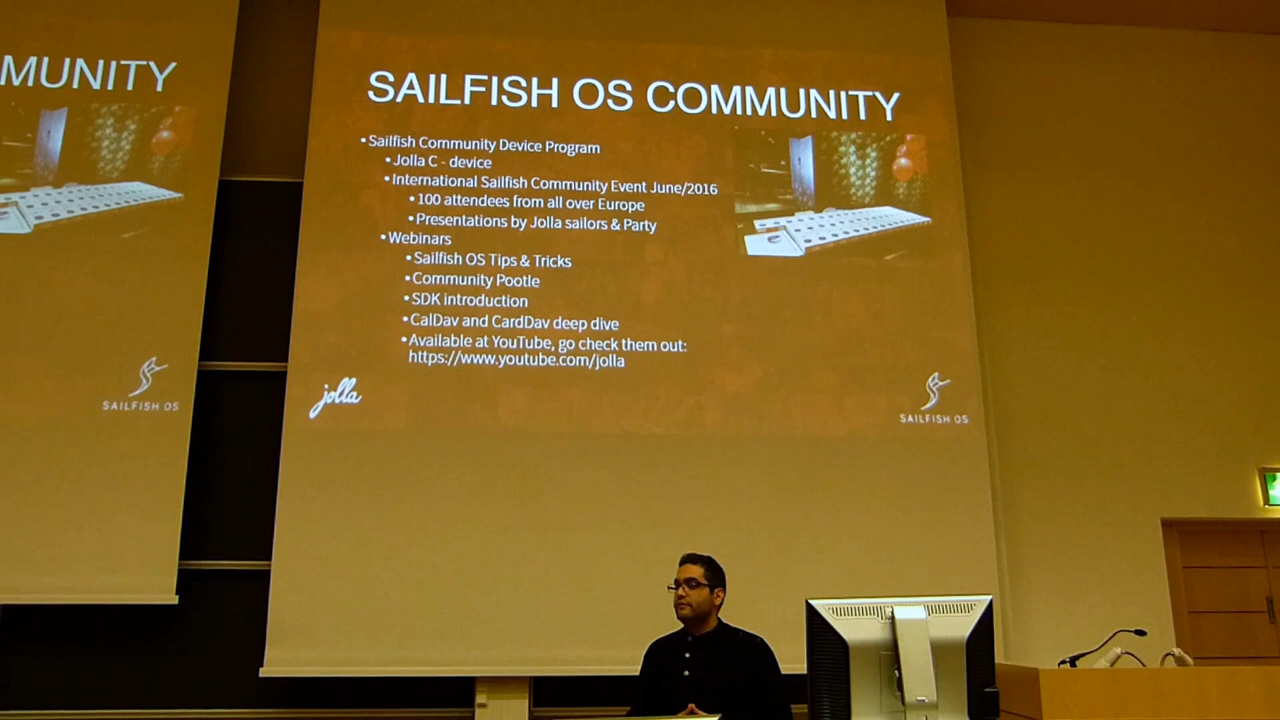 MUNITY
SAILFISH OS
SAILFISH OS COMMUNITY
•Sailfish Community Device Program
•Jolla C - device
•International Sailfish Community Event June/2016
•100 attendees from all over Europe
•Presentations by Jolla sailors & Party
•Webinars
•Sailfish OS Tips & Tricks
•Community Pootle
•SDK introduction
•CalDav and CardDav deep dive
•Available at YouTube, go check them out:
https://www.youtube.com/jolla
jolla
SAILFISH OS